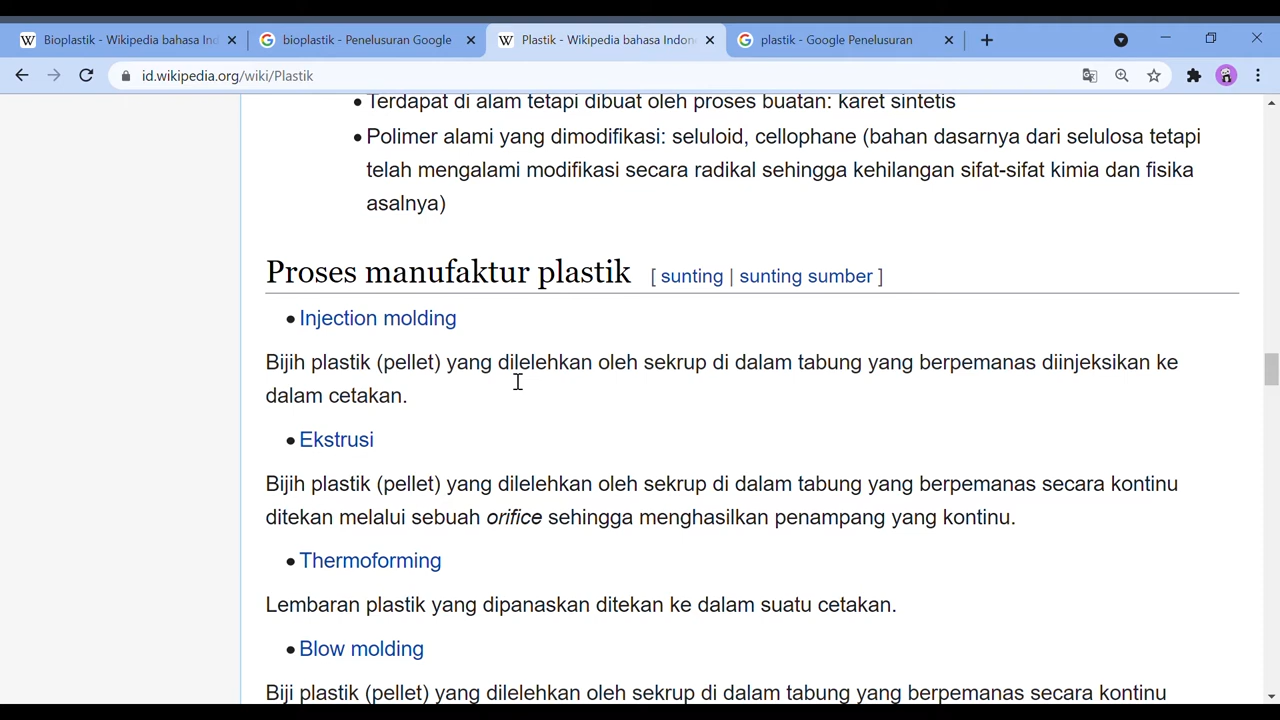 Bioplastik - Wikipedia bahasa Ind
bioplastik - Penelusuran Google
Plastik - Wikipedia bahasa Indon
plastik - Google Penelusuran
id.wikipedia.org/wiki/Plastik
• Terdapat di alam tetapi dibuat oleh proses buatan: karet sintetis
• Polimer alami yang dimodifikasi: seluloid, cellophane (bahan dasarnya dari selulosa tetapi
telah mengalami modifikasi secara radikal sehingga kehilangan sifat-sifat kimia dan fisika
asalnya)
Proses manufaktur plastik [ sunting | sunting sumber ]
• Injection molding
Bijih plastik (pellet) yang dilelehkan oleh sekrup di dalam tabung yang berpemanas diinjeksikan ke
dalam cetakan.
• Ekstrusi
Bijih plastik (pellet) yang dilelehkan oleh sekrup di dalam tabung yang berpemanas secara kontinu
ditekan melalui sebuah orifice sehingga menghasilkan penampang yang kontinu.
• Thermoforming
Lembaran plastik yang dipanaskan ditekan ke dalam suatu cetakan.
• Blow molding
Biji plastik (pellet) yang dilelehkan oleh sekrup di dalam tabung yang berpemanas secara kontinu